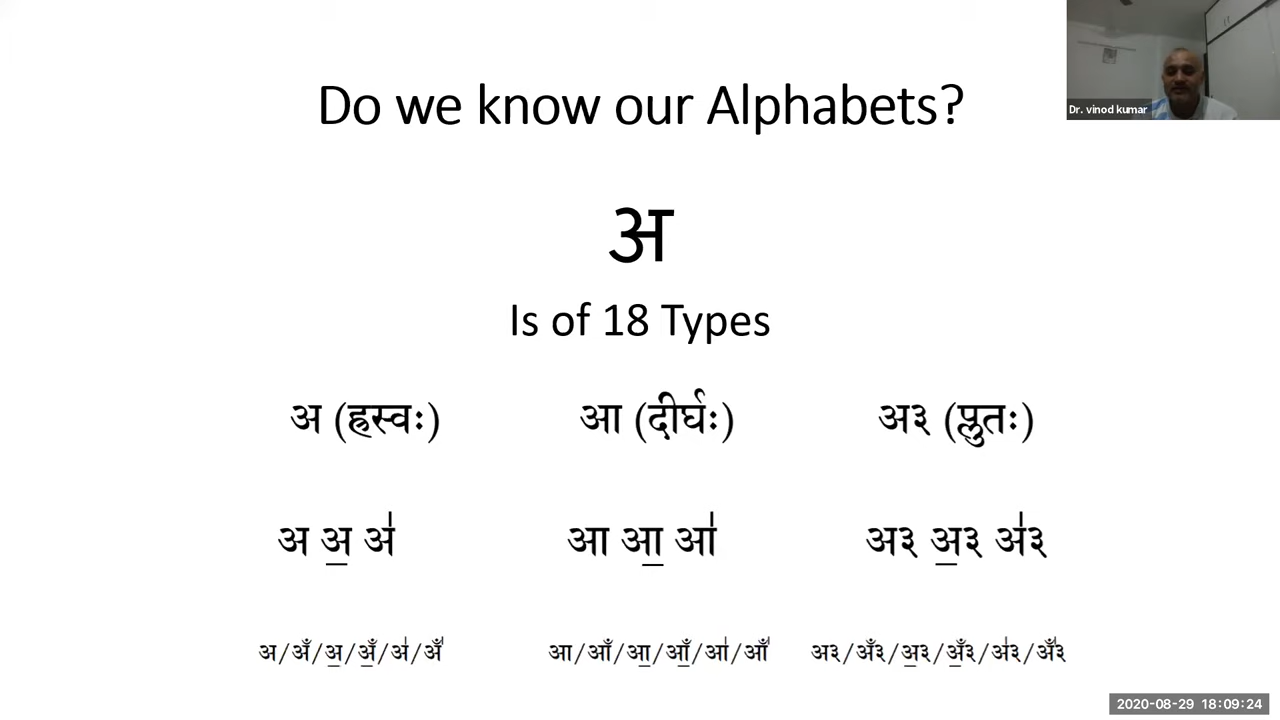 Do we know our Alphabets?
Dr. vinod kumar
अ
Is of 18 Types
अ (ह्रस्वः) आ (दीर्घः) अ३ (प्लुतः)
अ अ॒ अ॑ आ आ॒ आ॑ अ३ अ॒३ अ॑३
अ/अँ/अ॒/अँ॒/अ॑/अँ॑ आ/आँ/आ॒/आँ॒/आ॑/आँ॑ अ३/अँ३/अ॒३/अँ॒३/अ॑३/अँ॑३
2020-08-29 18:09:24